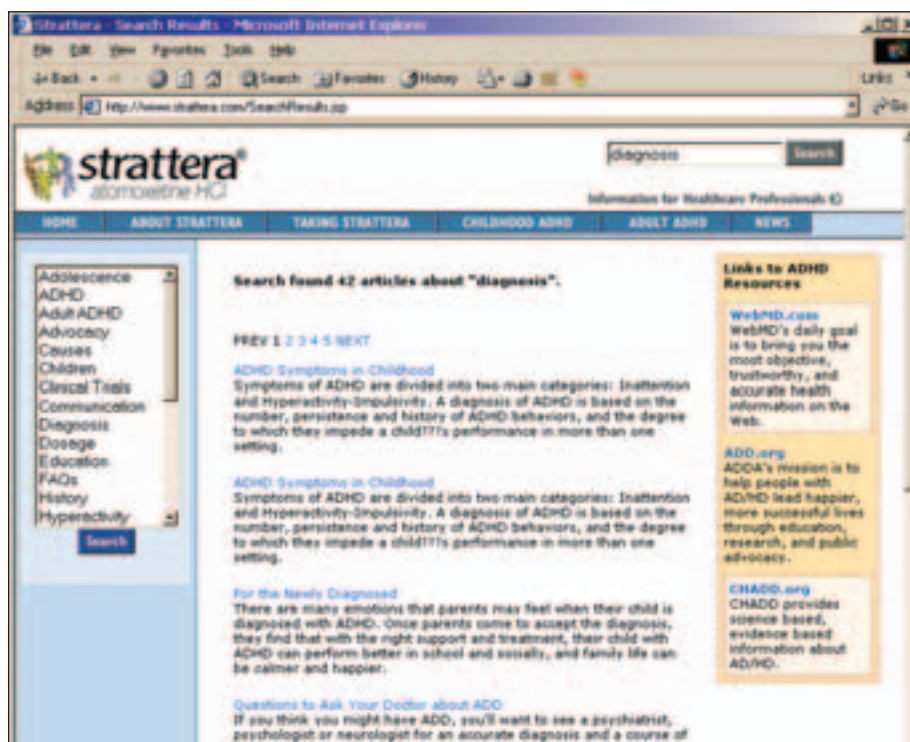 Strattera - Search Results - Microsoft Internet Explorer
File Edit View Favorites Tools Help
Back Search Favorites History Links
Address http://www.strattera.com/SearchResults.jsp Go
strattera®
atomoxetine HCl
diagnosis Search
Information for Healthcare Professionals
HOME ABOUT STRATTERA TAKING STRATTERA CHILDHOOD ADHD ADULT ADHD NEWS
Adolescence
ADHD
Adult ADHD
Advocacy
Causes
Children
Clinical Trials
Communication
Diagnosis
Dosage
Education
FAQs
History
Hyperactivity
Search
Search found 42 articles about "diagnosis".
PREV 1 2 3 4 5 NEXT
ADHD Symptoms in Childhood
Symptoms of ADHD are divided into two main categories: Inattention
and Hyperactivity-Impulsivity. A diagnosis of ADHD is based on the
number, persistence and history of ADHD behaviors, and the degree
to which they impede a child???s performance in more than one
setting.
ADHD Symptoms in Childhood
Symptoms of ADHD are divided into two main categories: Inattention
and Hyperactivity-Impulsivity. A diagnosis of ADHD is based on the
number, persistence and history of ADHD behaviors, and the degree
to which they impede a child???s performance in more than one
setting.
For the Newly Diagnosed
There are many emotions that parents may feel when their child is
diagnosed with ADHD. Once parents come to accept the diagnosis,
they find that with the right support and treatment, their child with
ADHD can perform better in school and socially, and family life can
be calmer and happier.
Questions to Ask Your Doctor about ADD
If you think you might have ADD, you'll want to see a psychiatrist,
psychologist or neurologist for an accurate diagnosis and a course of
Links to ADHD
Resources
WebMD.com
WebMD's daily goal
is to bring you the
most objective,
trustworthy, and
accurate health
information on the
Web.
ADD.org
ADDA's mission is to
help people with
AD/HD lead happier,
more successful lives
through education,
research, and public
advocacy.
CHADD.org
CHADD provides
science based,
evidence based
information about
AD/HD.